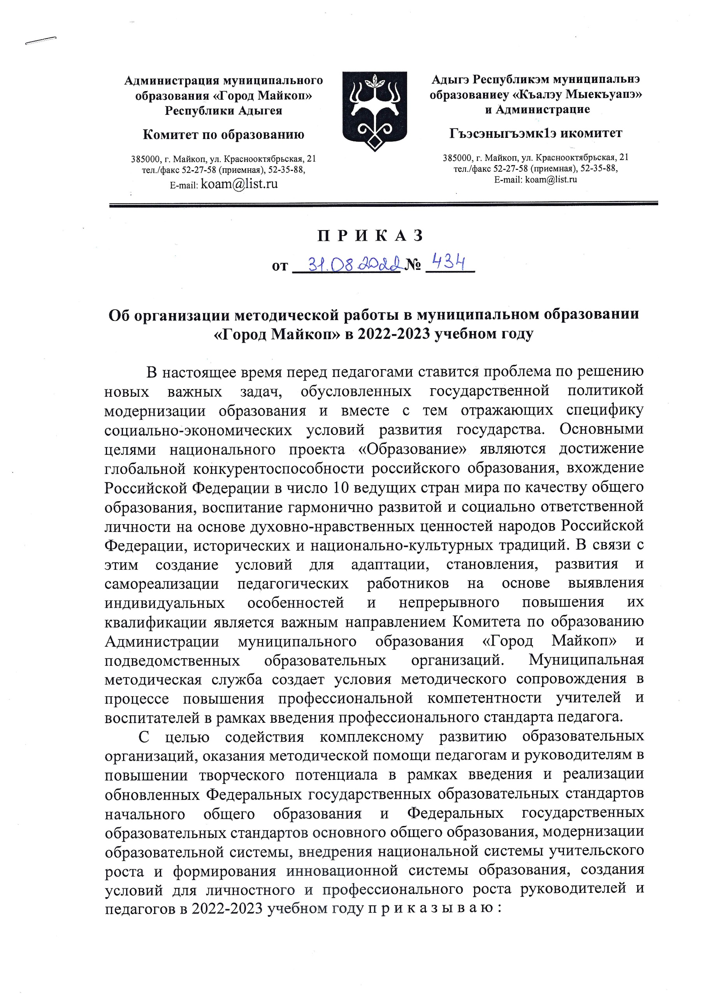 Администрация муниципального
образования «Город Майкоп»
Республики Адыгея
Комитет по образованию
385000, г. Майкоп, ул. Краснооктябрьская, 21
тел./факс 52-27-58 (приемная), 52-35-88,
E-mail: koam@list.ru
Адыгэ Республикэм муниципальнэ
образованиеу «Къалэу Мыекъуапэ»
и Администрацие
Гъэсэныгъэмк1э икомитет
385000, г. Майкоп, ул. Краснооктябрьская, 21
тел./факс 52-27-58 (приемная), 52-35-88,
E-mail: koam@list.ru
П Р И К А З
от 31.08.2022 № 434
Об организации методической работы в муниципальном образовании
«Город Майкоп» в 2022-2023 учебном году
В настоящее время перед педагогами ставится проблема по решению
новых важных задач, обусловленных государственной политикой
модернизации образования и вместе с тем отражающих специфику
социально-экономических условий развития государства. Основными
целями национального проекта «Образование» являются достижение
глобальной конкурентоспособности российского образования, вхождение
Российской Федерации в число 10 ведущих стран мира по качеству общего
образования, воспитание гармонично развитой и социально ответственной
личности на основе духовно-нравственных ценностей народов Российской
Федерации, исторических и национально-культурных традиций. В связи с
этим создание условий для адаптации, становления, развития и
самореализации педагогических работников на основе выявления
индивидуальных особенностей и непрерывного повышения их
квалификации является важным направлением Комитета по образованию
Администрации муниципального образования «Город Майкоп» и
подведомственных образовательных организаций. Муниципальная
методическая служба создает условия методического сопровождения в
процессе повышения профессиональной компетентности учителей и
воспитателей в рамках введения профессионального стандарта педагога.
С целью содействия комплексному развитию образовательных
организаций, оказания методической помощи педагогам и руководителям в
повышении творческого потенциала в рамках введения и реализации
обновленных Федеральных государственных образовательных стандартов
начального общего образования и Федеральных государственных
образовательных стандартов основного общего образования, модернизации
образовательной системы, внедрения национальной системы учительского
роста и формирования инновационной системы образования, создания
условий для личностного и профессионального роста руководителей и
педагогов в 2022-2023 учебном году п р и к а з ы в а ю :